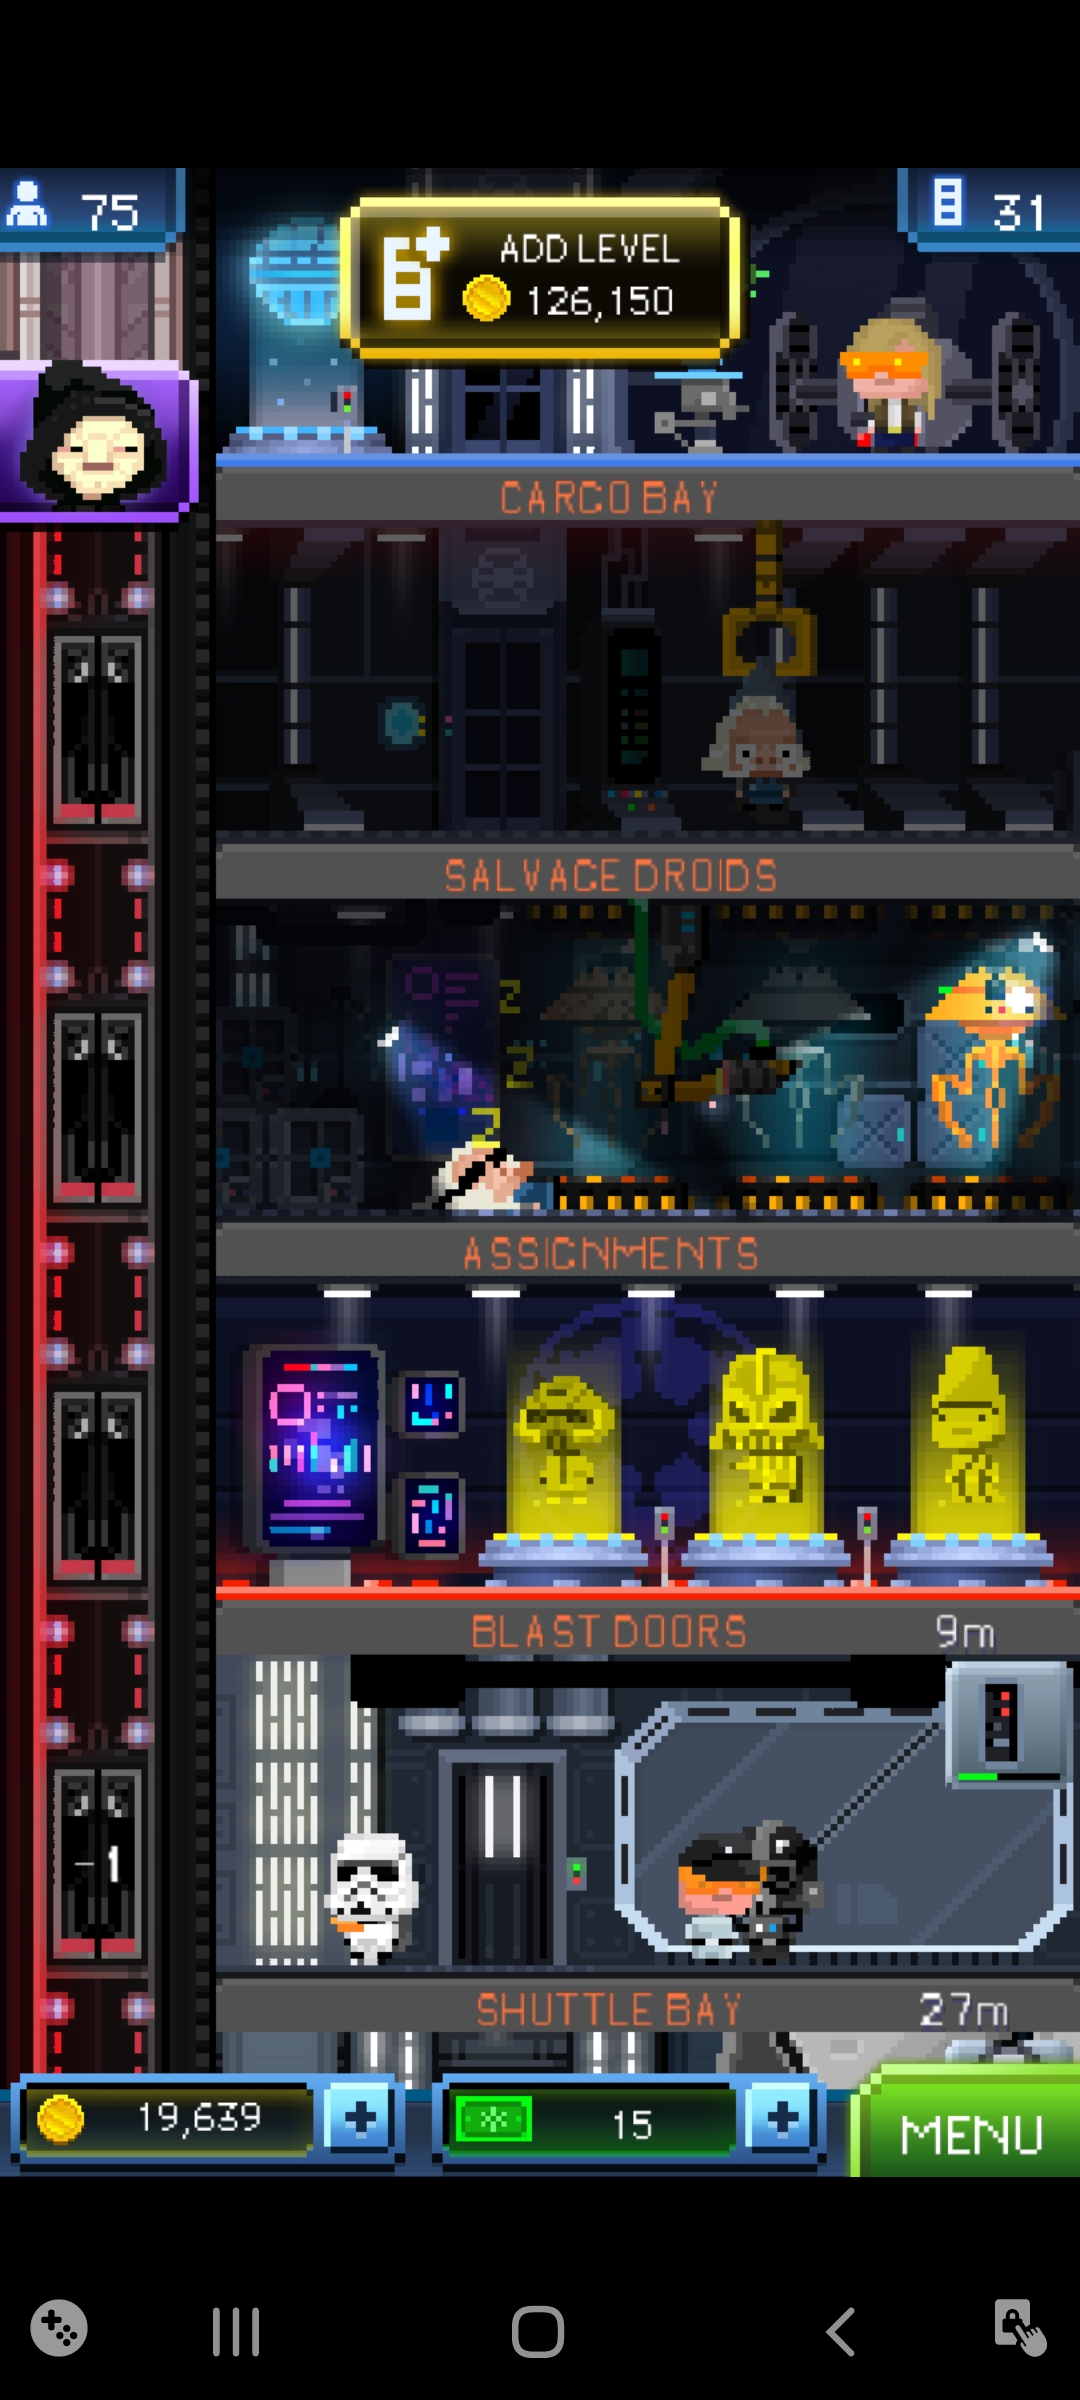 75
ADD LEVEL
126,150
31
CARGO BAY
SALVAGE DROIDS
Z
Z
Z
ASSIGNMENTS
BLAST DOORS 9m
-1
SHUTTLE BAY 27m
19,639
15
MENU